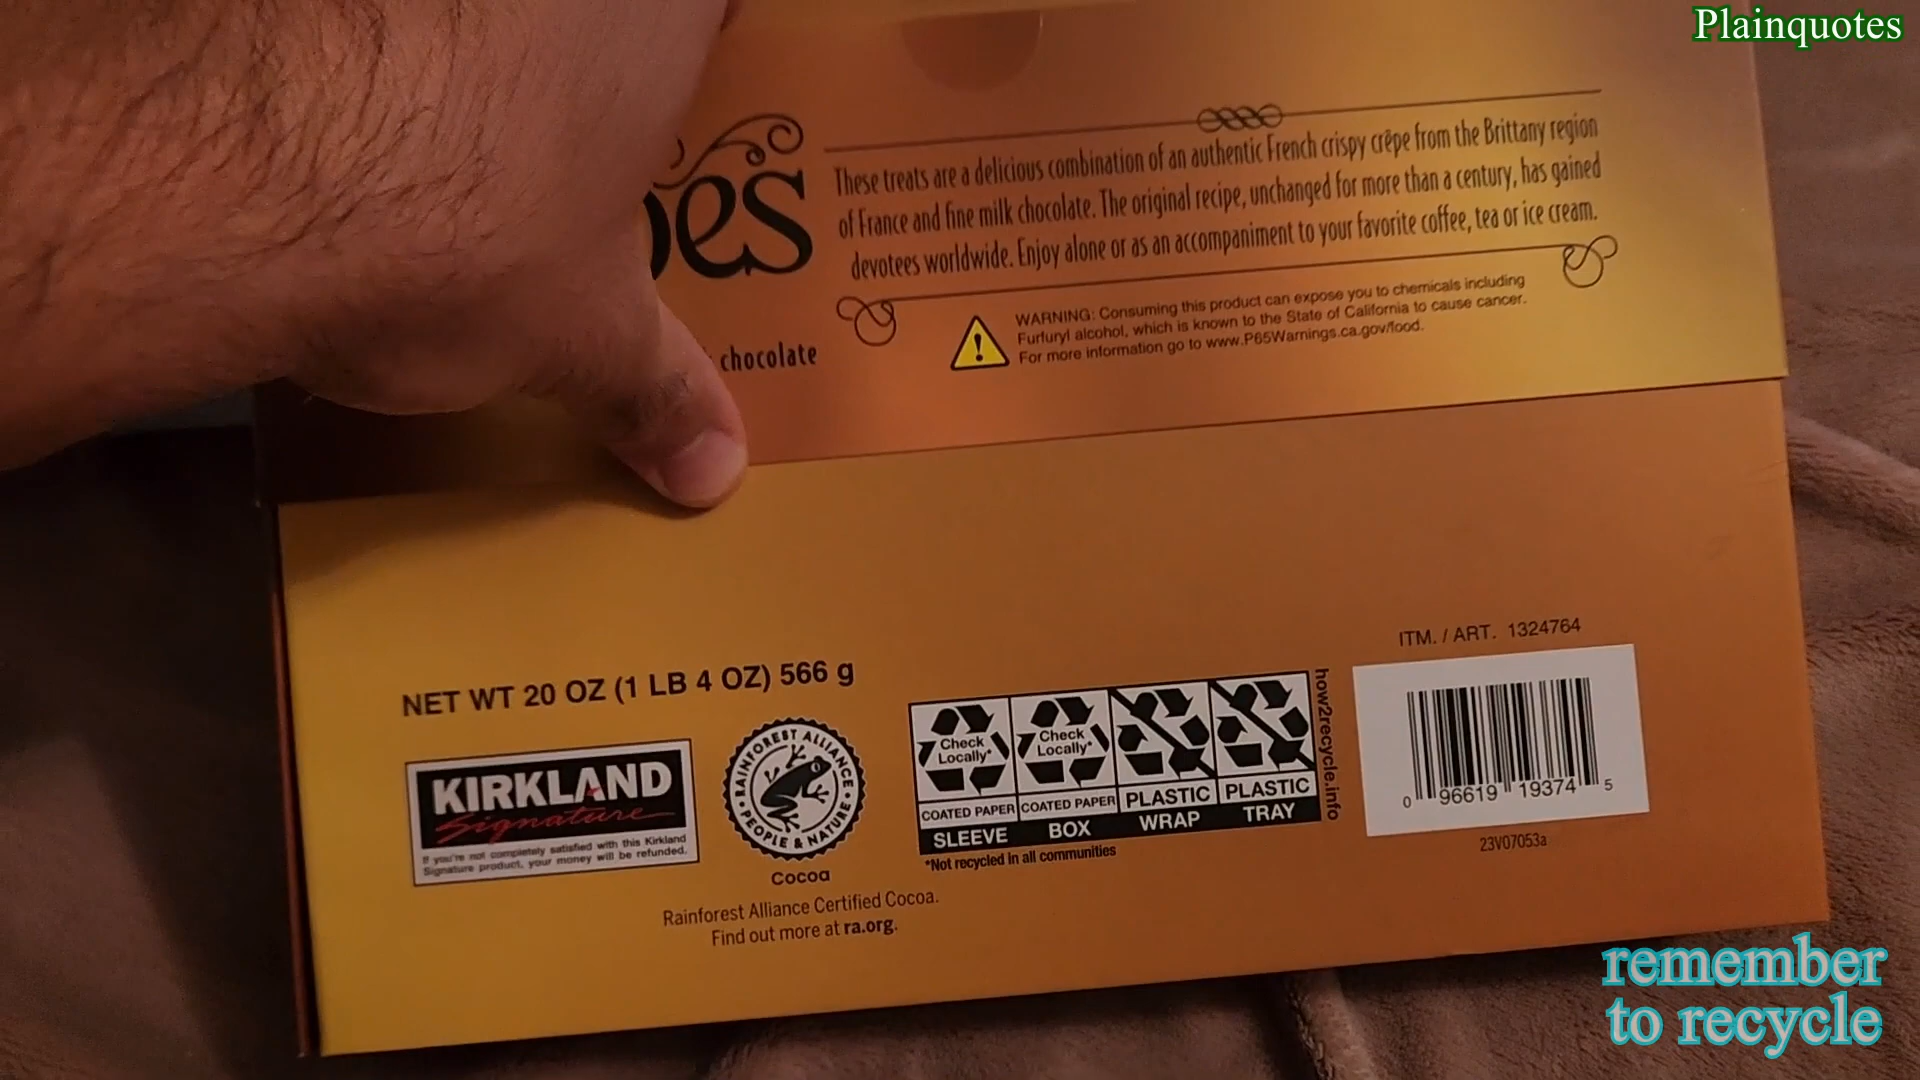 Plainquotes
These treats are a delicious combination of an authentic French crispy crêpe from the Brittany region
of France and fine milk chocolate. The original recipe, unchanged for more than a century, has gained
devotees worldwide. Enjoy alone or as an accompaniment to your favorite coffee, tea or ice cream.
WARNING: Consuming this product can expose you to chemicals including
Furfuryl alcohol, which is known to the State of California to cause cancer.
For more information go to www.P65Warnings.ca.gov/food.
chocolate
ITM. / ART. 1324764
NET WT 20 OZ (1 LB 4 OZ) 566 g
KIRKLAND
Signature
If you're not completely satisfied with this Kirkland
Signature product, your money will be refunded.
RAINFOREST ALLIANCE
PEOPLE & NATURE
Cocoa
Rainforest Alliance Certified Cocoa.
Find out more at ra.org.
Check
Locally*
COATED PAPER
SLEEVE
Check
Locally*
COATED PAPER
BOX
PLASTIC
WRAP
PLASTIC
TRAY
how2recycle.info
*Not recycled in all communities
0 96619 19374 5
23V07053a
remember
to recycle